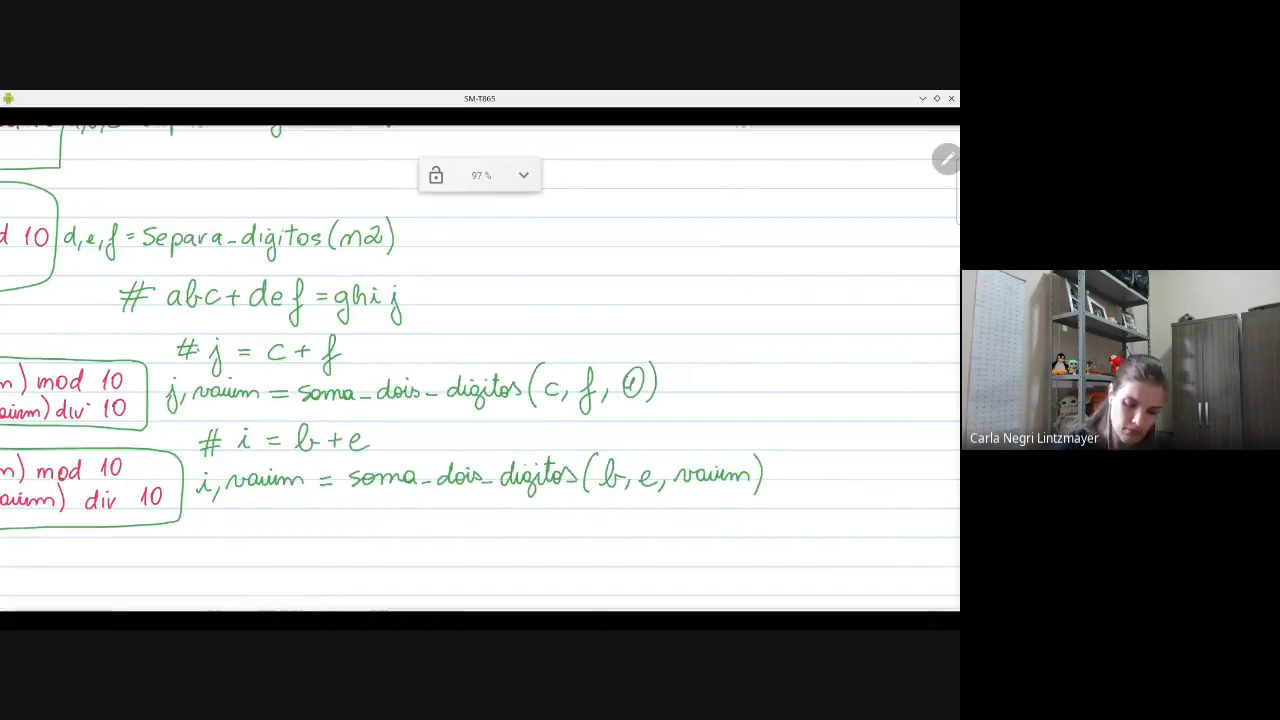 SM-T865
97 %
d 10 d,e,f = Separa_digitos(n2)
# abc + def = ghij
# j = c + f
m) mod 10
j, vaium = soma_dois_digitos(c, f, 0)
aium) div 10
# i = b + e
m) mod 10
i, vaium = soma_dois_digitos(b, e, vaium)
aium) div 10
Carla Negri Lintzmayer